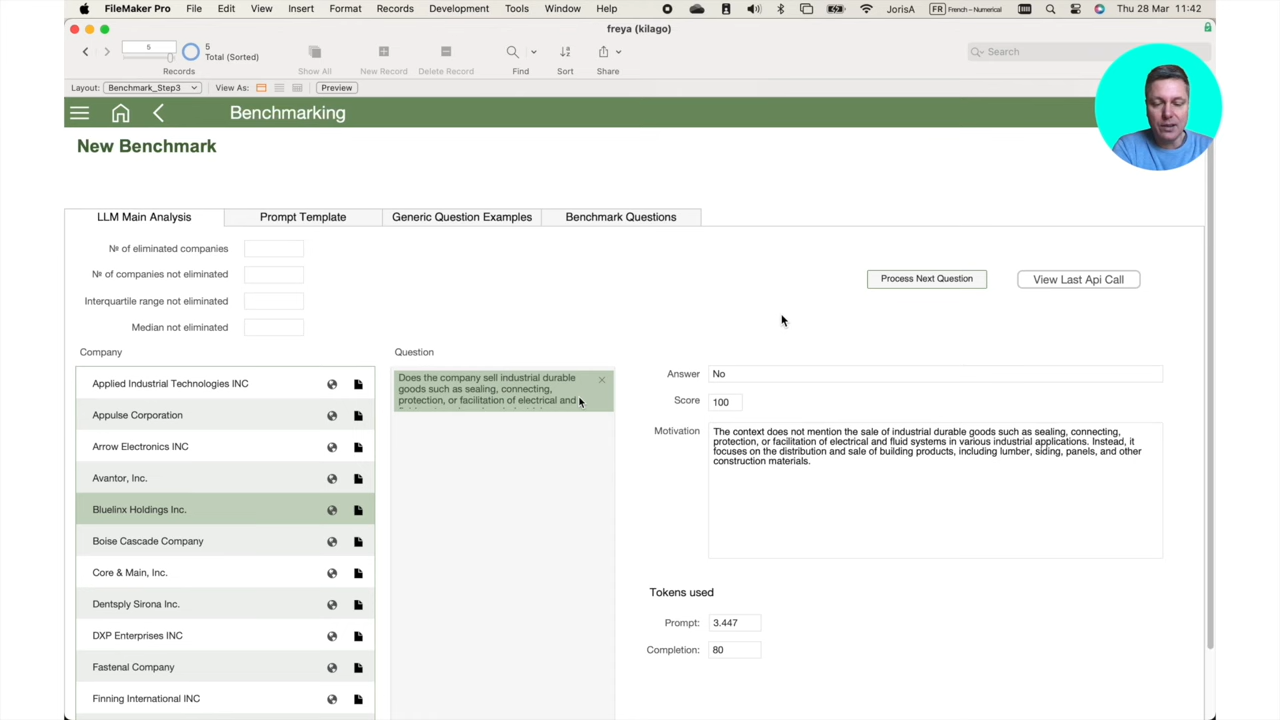 FileMaker Pro File Edit View Insert Format Records Development Tools Window Help JorisA FR French – Numerical Thu 28 Mar 11:42
freya (kilago)
5 5
Total (Sorted)
Search
Records Show All New Record Delete Record Find Sort Share
Layout: Benchmark_Step3 View As: Preview
Benchmarking
New Benchmark
LLM Main Analysis Prompt Template Generic Question Examples Benchmark Questions
№ of eliminated companies
№ of companies not eliminated
Process Next Question View Last Api Call
Interquartile range not eliminated
Median not eliminated
Company Question
Applied Industrial Technologies INC
Appulse Corporation
Arrow Electronics INC
Avantor, Inc.
Bluelinx Holdings Inc.
Boise Cascade Company
Core & Main, Inc.
Dentsply Sirona Inc.
DXP Enterprises INC
Fastenal Company
Finning International INC
Does the company sell industrial durable
goods such as sealing, connecting,
protection, or facilitation of electrical and
Answer No
Score 100
Motivation The context does not mention the sale of industrial durable goods such as sealing, connecting,
protection, or facilitation of electrical and fluid systems in various industrial applications. Instead, it
focuses on the distribution and sale of building products, including lumber, siding, panels, and other
construction materials.
Tokens used
Prompt: 3.447
Completion: 80